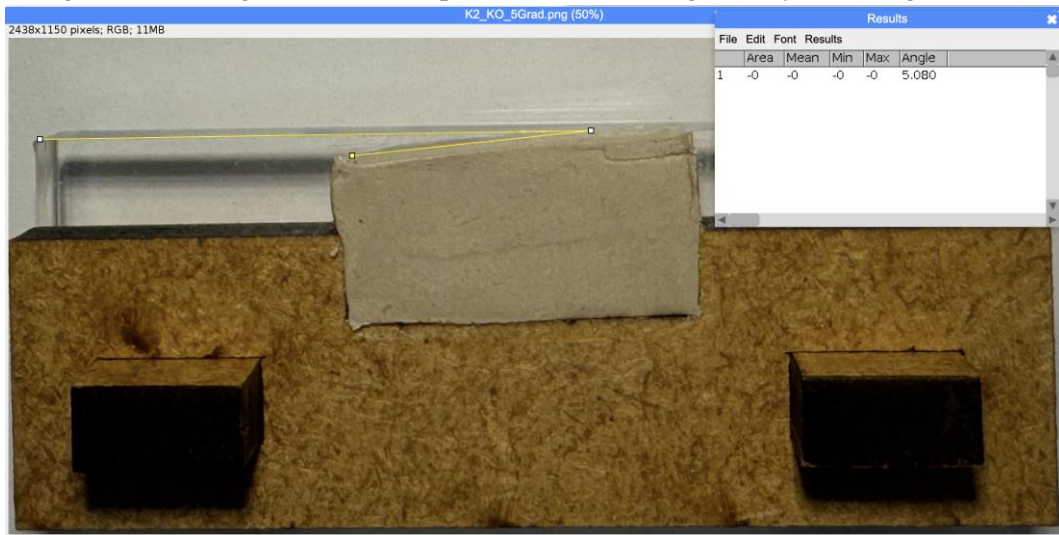 K2_KO_5Grad.png (50%)
2438x1150 pixels; RGB; 11MB
Results
File Edit Font Results
Area Mean Min Max Angle
1 -0 -0 -0 -0 5.080